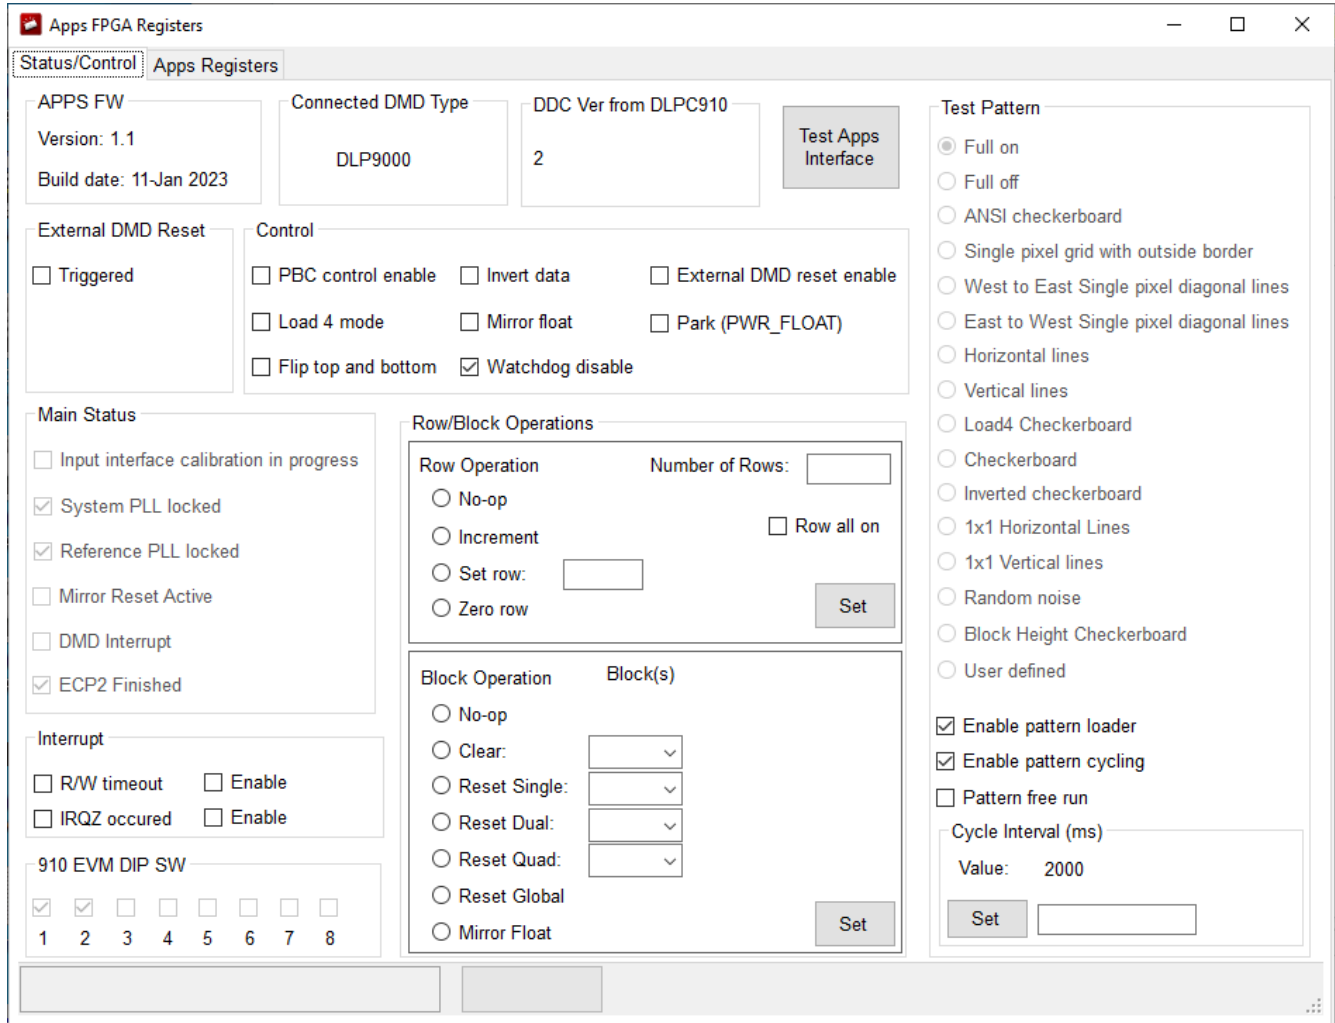 Apps FPGA Registers
Status/Control
Apps Registers
APPS FW
Version: 1.1
Build date: 11-Jan 2023
Connected DMD Type
DLP9000
DDC Ver from DLPC910
2
Test Apps
Interface
External DMD Reset
Triggered
Control
PBC control enable
Invert data
External DMD reset enable
Load 4 mode
Mirror float
Park (PWR_FLOAT)
Flip top and bottom
Watchdog disable
Main Status
Input interface calibration in progress
System PLL locked
Reference PLL locked
Mirror Reset Active
DMD Interrupt
ECP2 Finished
Interrupt
R/W timeout
Enable
IRQZ occured
Enable
910 EVM DIP SW
1 2 3 4 5 6 7 8
Row/Block Operations
Row Operation
Number of Rows:
No-op
Increment
Row all on
Set row:
Zero row
Set
Block Operation
Block(s)
No-op
Clear:
Reset Single:
Reset Dual:
Reset Quad:
Reset Global
Mirror Float
Set
Test Pattern
Full on
Full off
ANSI checkerboard
Single pixel grid with outside border
West to East Single pixel diagonal lines
East to West Single pixel diagonal lines
Horizontal lines
Vertical lines
Load4 Checkerboard
Checkerboard
Inverted checkerboard
1x1 Horizontal Lines
1x1 Vertical lines
Random noise
Block Height Checkerboard
User defined
Enable pattern loader
Enable pattern cycling
Pattern free run
Cycle Interval (ms)
Value: 2000
Set